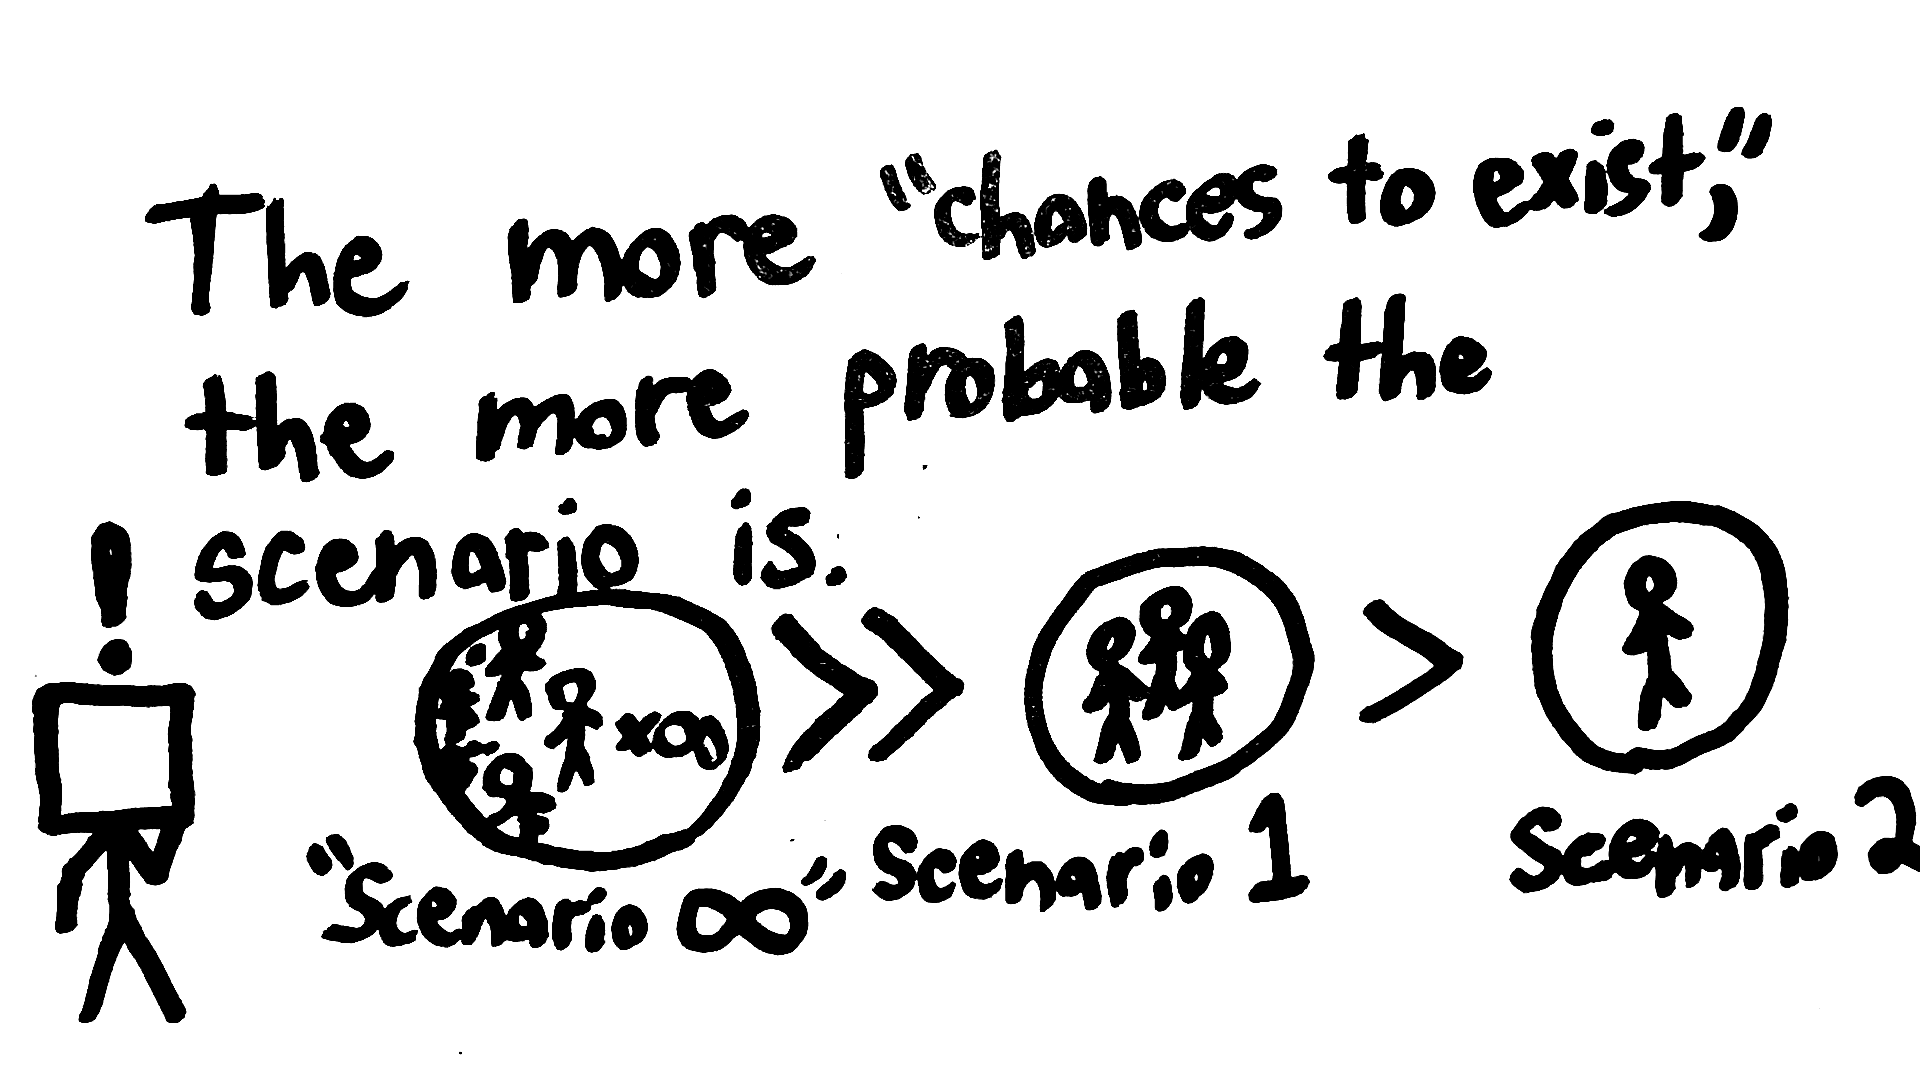 The more "chances to exist,"
the more probable the
scenario is.
!
x∞
>> >
"Scenario ∞" Scenario 1 Scenario 2